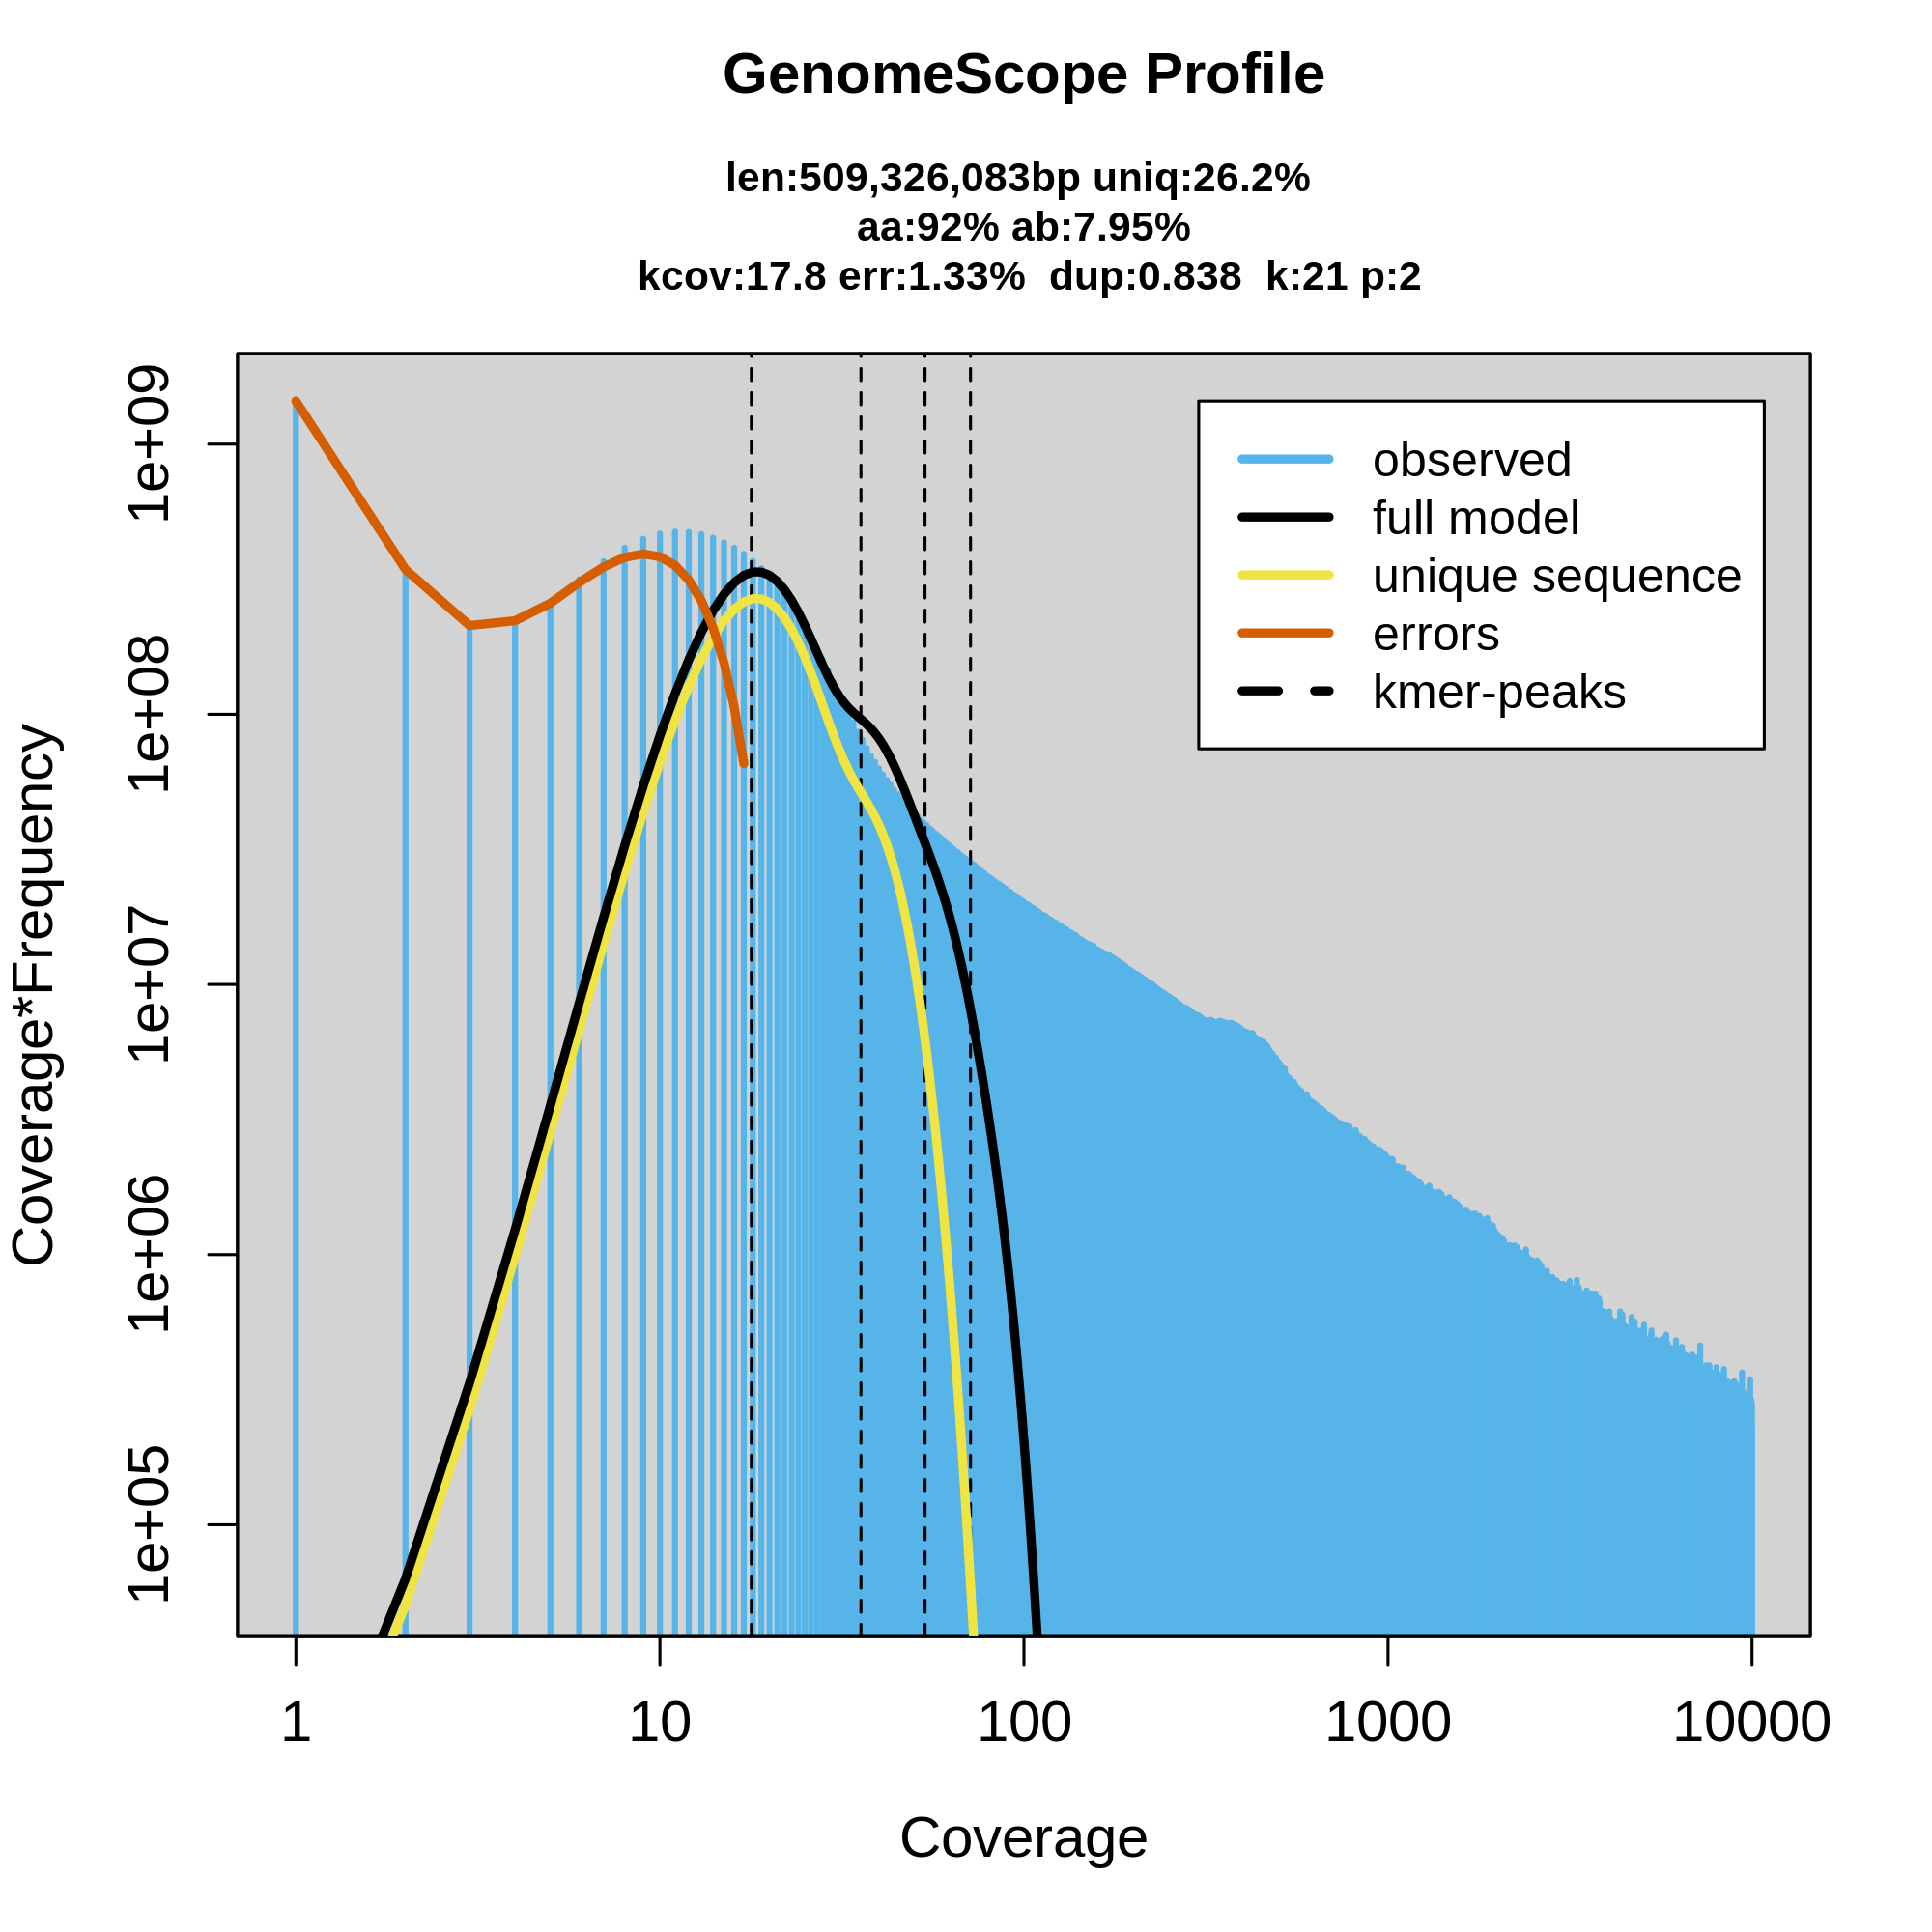 GenomeScope Profile
len:509,326,083bp uniq:26.2%
aa:92% ab:7.95%
kcov:17.8 err:1.33%  dup:0.838  k:21 p:2
observed
full model
unique sequence
errors
kmer-peaks
Coverage*Frequency
1e+09
1e+08
1e+07
1e+06
1e+05
1
10
100
1000
10000
Coverage